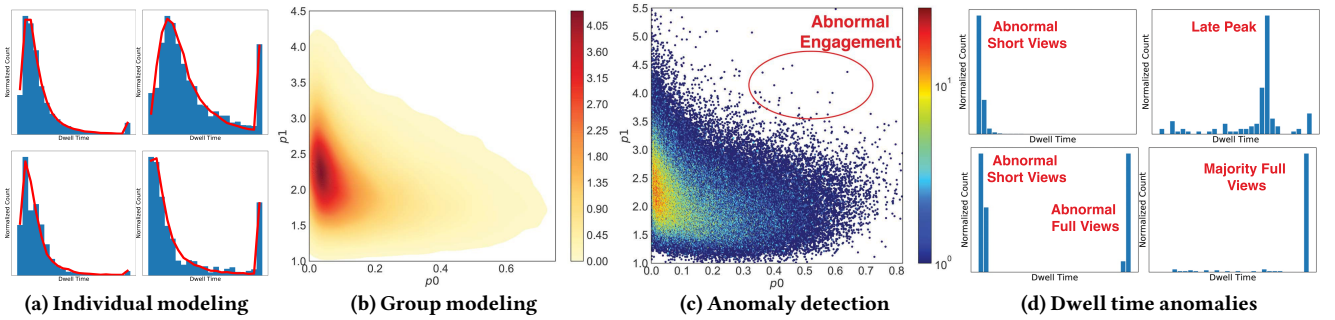 Normalized Count
Dwell Time
Normalized Count
Dwell Time
Normalized Count
Dwell Time
Normalized Count
Dwell Time
(a) Individual modeling
4.5
4.0
3.5
3.0
2.5
2.0
1.5
1.0
p1
0.0
0.2
0.4
0.6
p0
4.05
3.60
3.15
2.70
2.25
1.80
1.35
0.90
0.45
0.00
(b) Group modeling
5.5
5.0
4.5
4.0
3.5
3.0
2.5
2.0
1.5
1.0
p1
Abnormal
Engagement
0.0 0.1 0.2 0.3 0.4 0.5 0.6 0.7 0.8
p0
10¹
10⁰
(c) Anomaly detection
Normalized Count
Abnormal
Short Views
Dwell Time
Normalized Count
Late Peak
Dwell Time
Normalized Count
Abnormal
Short Views
Abnormal
Full Views
Dwell Time
Normalized Count
Majority Full
Views
Dwell Time
(d) Dwell time anomalies